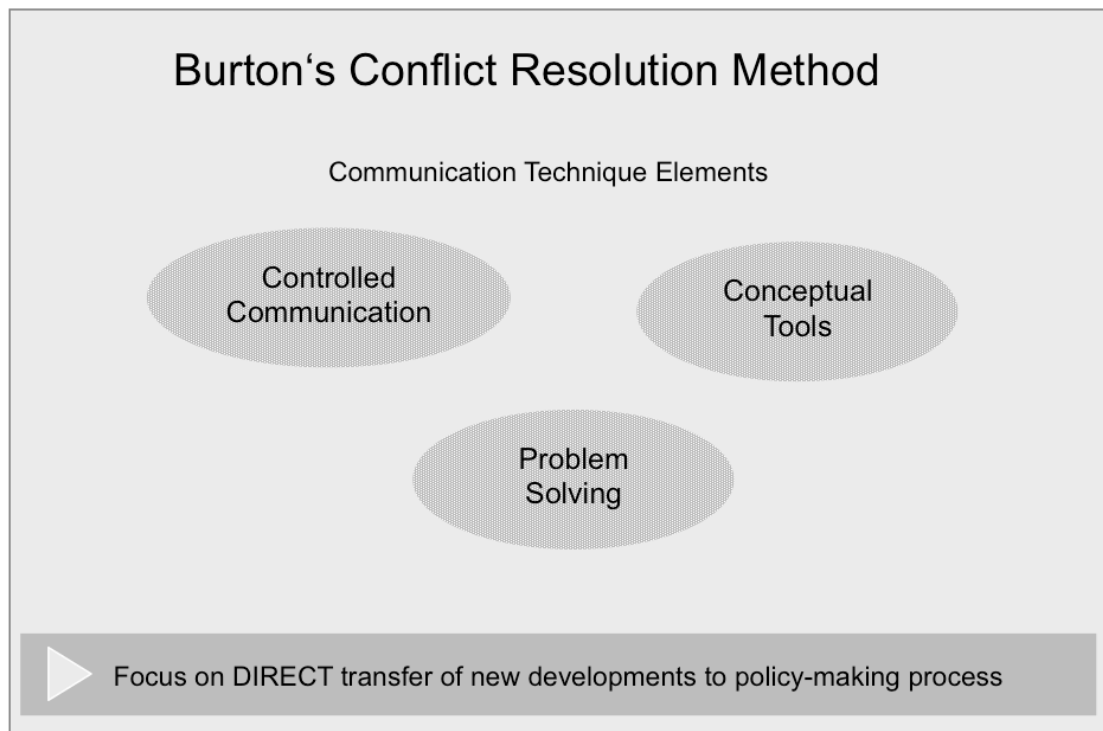 Burton‘s Conflict Resolution Method
Communication Technique Elements
Controlled
Communication
Conceptual
Tools
Problem
Solving
Focus on DIRECT transfer of new developments to policy-making process